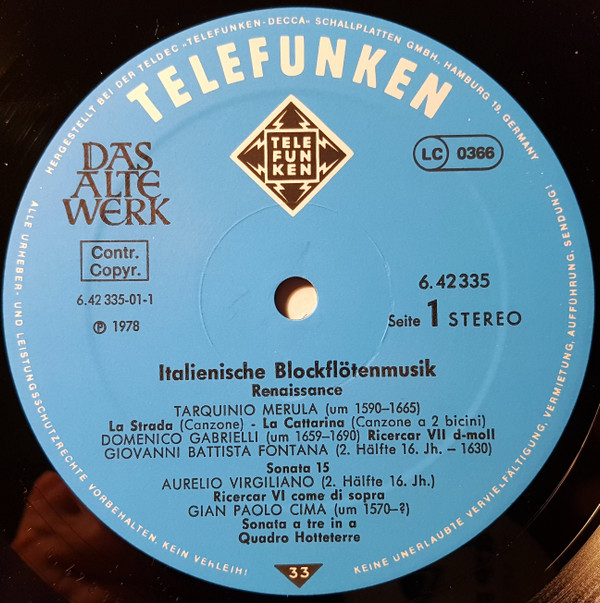 HERGESTELLT BEI DER TELDEC »TELEFUNKEN-DECCA« SCHALLPLATTEN GMBH, HAMBURG 19, GERMANY
TELEFUNKEN
TELE
FUN
KEN
DAS
ALTE
WERK
LC 0366
Contr.
Copyr.
6.42 335-01-1
Ⓟ 1978
6.42335
Seite 1 STEREO
Italienische Blockflötenmusik
Renaissance
TARQUINIO MERULA (um 1590–1665)
La Strada (Canzone) - La Cattarina (Canzone a 2 bicini)
DOMENICO GABRIELLI (um 1659–1690) Ricercar VII d-moll
GIOVANNI BATTISTA FONTANA (2. Hälfte 16. Jh. – 1630)
Sonata 15
AURELIO VIRGILIANO (2. Hälfte 16. Jh.)
Ricercar VI come di sopra
GIAN PAOLO CIMA (um 1570–?)
Sonata a tre in a
Quadro Hotteterre
33
ALLE URHEBER- UND LEISTUNGSSCHUTZRECHTE VORBEHALTEN. KEIN VERLEIH!
KEINE UNERLAUBTE VERVIELFÄLTIGUNG, VERMIETUNG, AUFFÜHRUNG, SENDUNG!